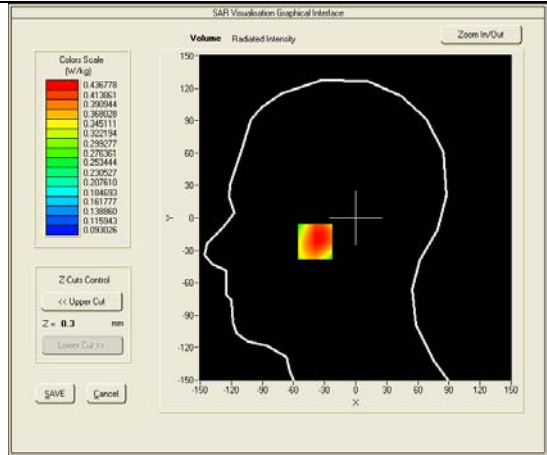 SAR Visualisation Graphical Interface
Volume Radiated Intensity
Zoom In/Out
Colors Scale
(W/kg)
0.436778
0.413861
0.390944
0.368028
0.345111
0.322194
0.299277
0.276361
0.253444
0.230527
0.207610
0.184693
0.161777
0.138860
0.115943
0.093026
Z Cuts Control
<< Upper Cut
Z = 0.3 mm
Lower Cut >>
SAVE Cancel
150-
120-
90-
60-
30-
0-
-30-
-60-
-90-
-120-
-150-
Y
-150 -120 -90 -60 -30 0 30 60 90 120 150
X